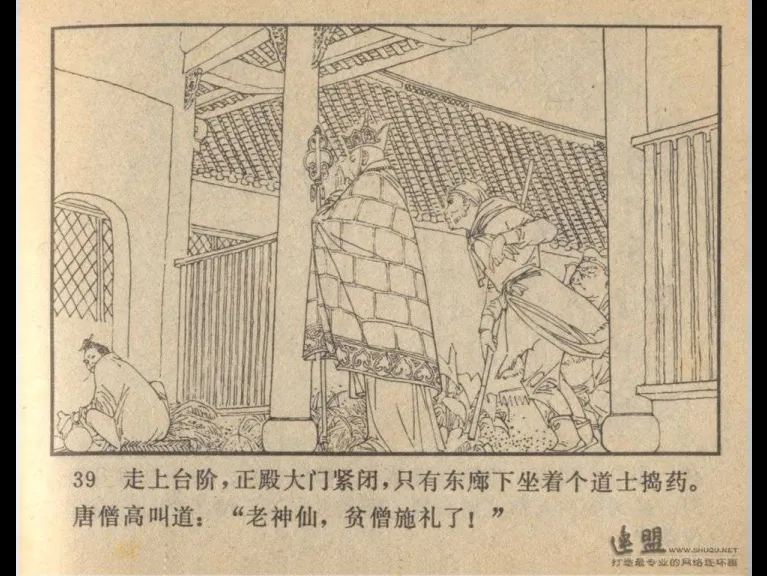 39 走上台阶，正殿大门紧闭，只有东廊下坐着个道士捣药。
唐僧高叫道：“老神仙，贫僧施礼了！”
连盟 WWW.SHUQU.NET
打造最专业的网络连环画